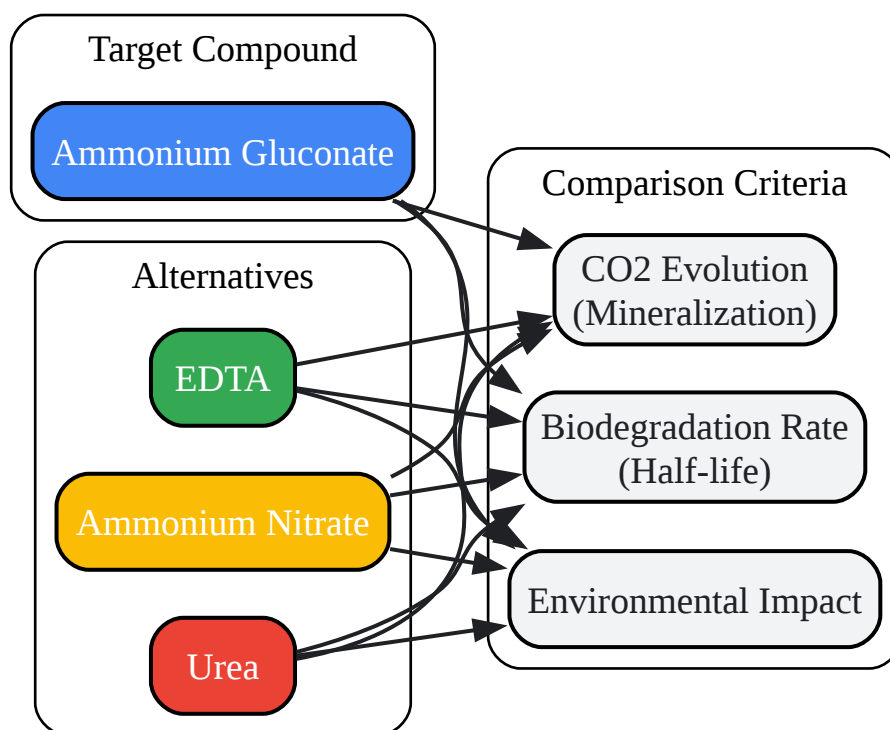 Target Compound
Ammonium Gluconate
Alternatives
EDTA
Ammonium Nitrate
Urea
Comparison Criteria
CO2 Evolution
(Mineralization)
Biodegradation Rate
(Half-life)
Environmental Impact